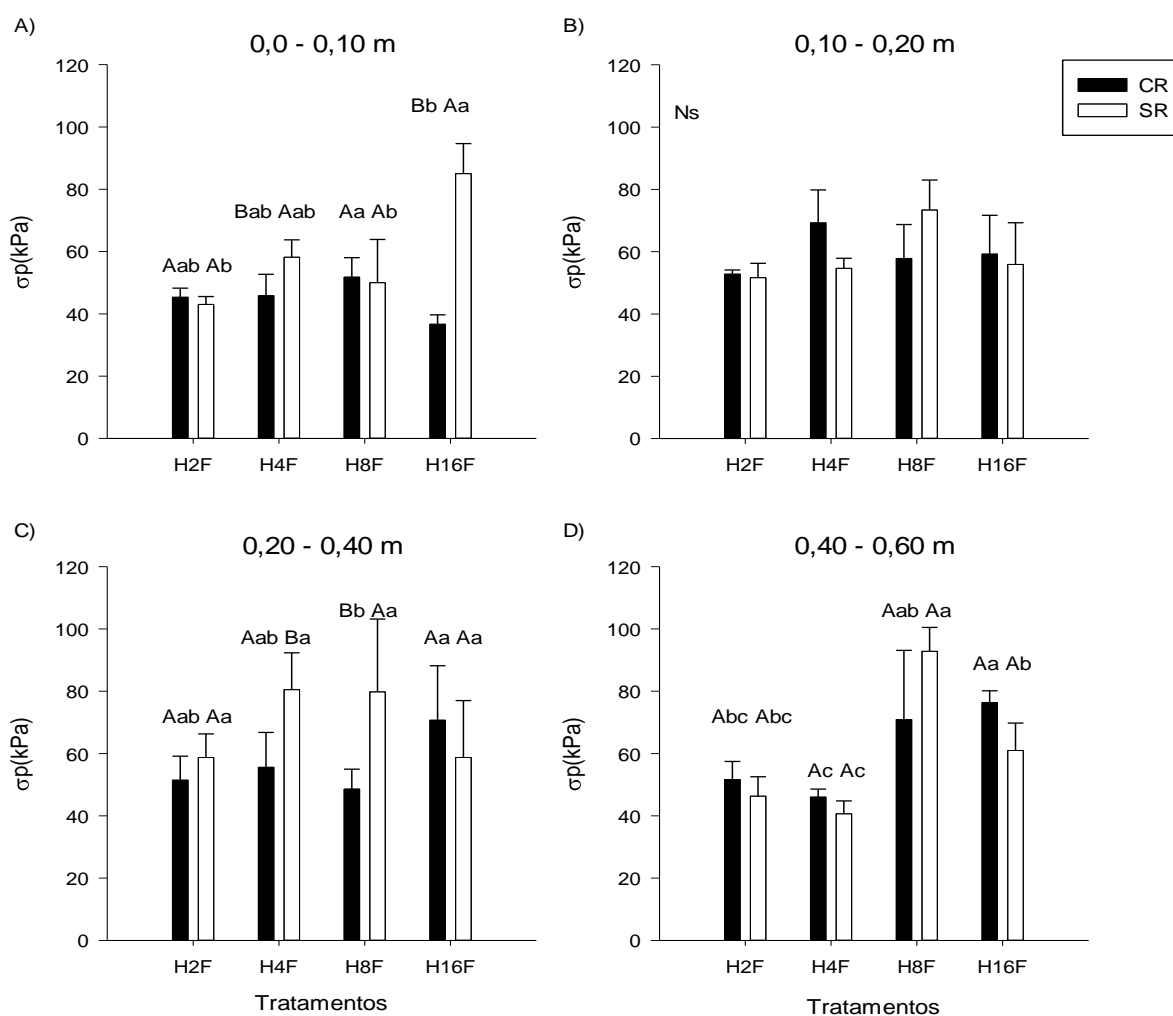 A)
0,0 - 0,10 m
120
100
80
60
40
20
0
σp(kPa)
Aab Ab
Bab Aab
Aa Ab
Bb Aa
H2F H4F H8F H16F
B)
0,10 - 0,20 m
120
100
80
60
40
20
0
σp(kPa)
Ns
CR
SR
H2F H4F H8F H16F
C)
0,20 - 0,40 m
120
100
80
60
40
20
0
σp(kPa)
Aab Aa
Aab Ba
Bb Aa
Aa Aa
H2F H4F H8F H16F
Tratamentos
D)
0,40 - 0,60 m
120
100
80
60
40
20
0
σp(kPa)
Abc Abc
Ac Ac
Aab Aa
Aa Ab
H2F H4F H8F H16F
Tratamentos